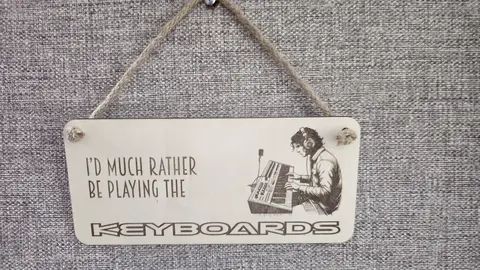 I'D MUCH RATHER
BE PLAYING THE
KEYBOARDS